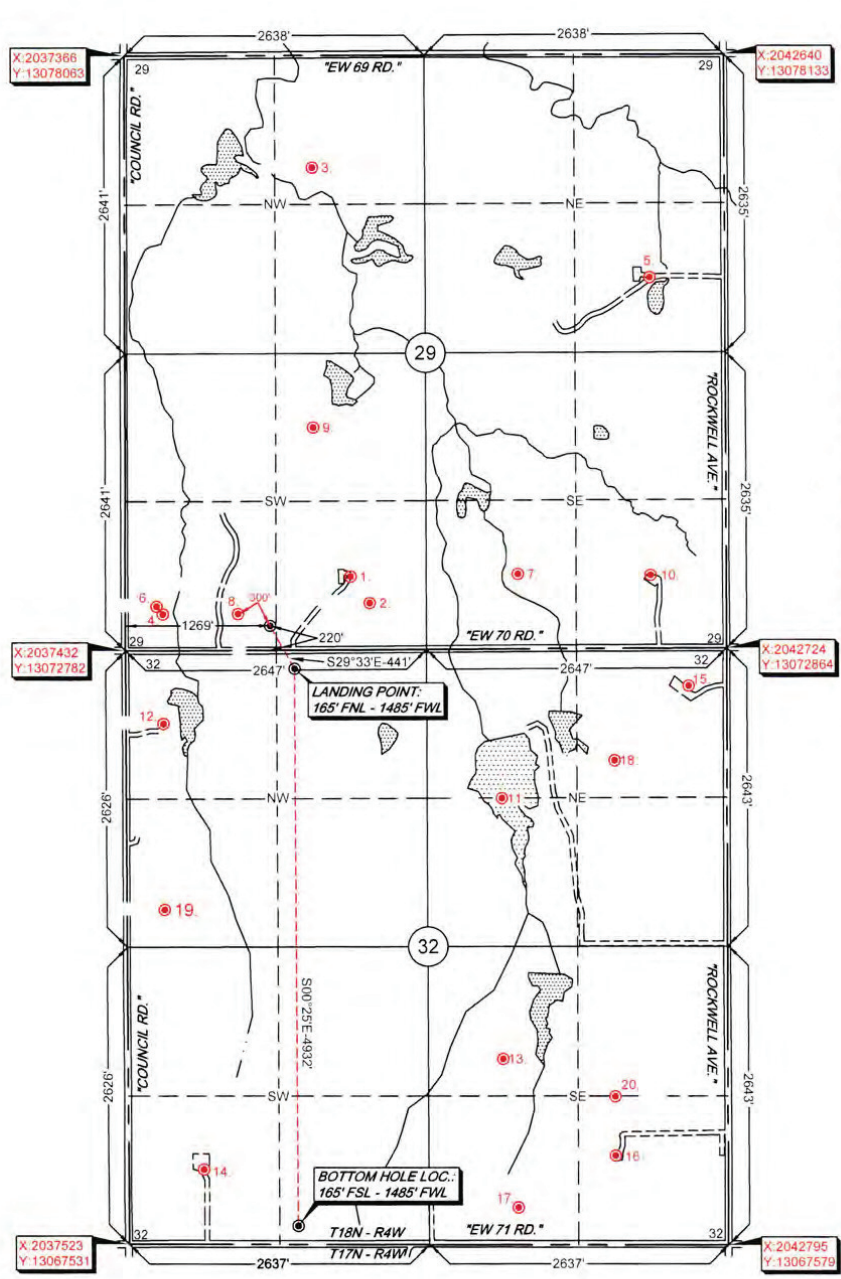 2638'
2638'
X:2037366
Y:13078063
X:2042640
Y:13078133
29
"EW 69 RD."
29
"COUNCIL RD."
3.
2641'
2635'
NW
NE
5.
29
"ROCKWELL AVE."
9
2641'
2635'
SW
SE
1.
7.
10.
6
4
8.
300'
2.
1269'
220'
"EW 70 RD."
29
29
X:2037432
Y:13072782
X:2042724
Y:13072864
32
2647'
S29°33'E-441'
2647'
32
LANDING POINT:
165' FNL - 1485' FWL
15
12.
18.
2626'
NW
11
NE
2643'
19.
32
S00°25'E-4932'
"COUNCIL RD."
"ROCKWELL AVE."
13.
2626'
2643'
SW
SE
20.
16.
14.
BOTTOM HOLE LOC.:
165' FSL - 1485' FWL
17.
32
T18N - R4W
"EW 71 RD."
32
X:2037523
Y:13067531
T17N - R4W
X:2042795
Y:13067579
2637'
2637'